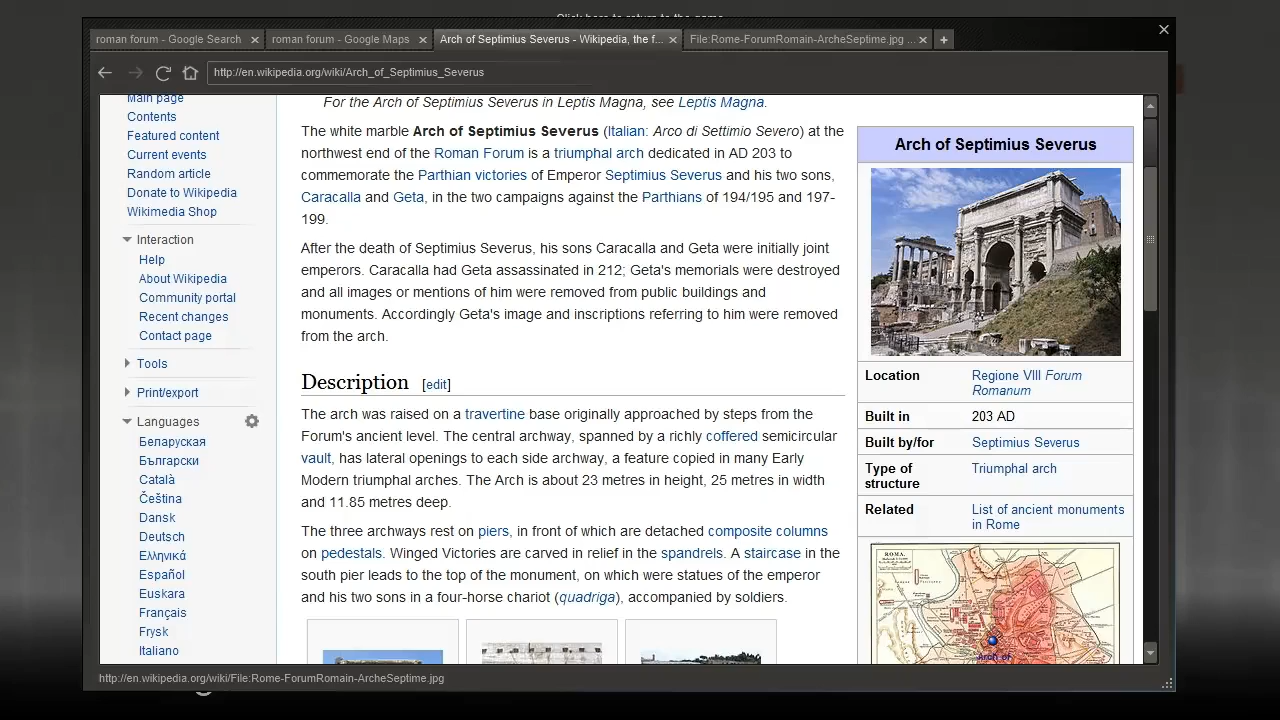 Click here to return to the game
roman forum - Google Search
roman forum - Google Maps
Arch of Septimius Severus - Wikipedia, the f...
File:Rome-ForumRomain-ArcheSeptime.jpg ...
http://en.wikipedia.org/wiki/Arch_of_Septimius_Severus
Main page
Contents
Featured content
Current events
Random article
Donate to Wikipedia
Wikimedia Shop
Interaction
Help
About Wikipedia
Community portal
Recent changes
Contact page
Tools
Print/export
Languages
Беларуская
Български
Català
Čeština
Dansk
Deutsch
Ελληνικά
Español
Euskara
Français
Frysk
Italiano
For the Arch of Septimius Severus in Leptis Magna, see Leptis Magna.
The white marble Arch of Septimius Severus (Italian: Arco di Settimio Severo) at the
northwest end of the Roman Forum is a triumphal arch dedicated in AD 203 to
commemorate the Parthian victories of Emperor Septimius Severus and his two sons,
Caracalla and Geta, in the two campaigns against the Parthians of 194/195 and 197-
199.
After the death of Septimius Severus, his sons Caracalla and Geta were initially joint
emperors. Caracalla had Geta assassinated in 212; Geta's memorials were destroyed
and all images or mentions of him were removed from public buildings and
monuments. Accordingly Geta's image and inscriptions referring to him were removed
from the arch.
Description [edit]
The arch was raised on a travertine base originally approached by steps from the
Forum's ancient level. The central archway, spanned by a richly coffered semicircular
vault, has lateral openings to each side archway, a feature copied in many Early
Modern triumphal arches. The Arch is about 23 metres in height, 25 metres in width
and 11.85 metres deep.
The three archways rest on piers, in front of which are detached composite columns
on pedestals. Winged Victories are carved in relief in the spandrels. A staircase in the
south pier leads to the top of the monument, on which were statues of the emperor
and his two sons in a four-horse chariot (quadriga), accompanied by soldiers.
Arch of Septimius Severus
Location Regione VIII Forum
Romanum
Built in 203 AD
Built by/for Septimius Severus
Type of Triumphal arch
structure
Related List of ancient monuments
in Rome
ROMA.
Arch of
http://en.wikipedia.org/wiki/File:Rome-ForumRomain-ArcheSeptime.jpg